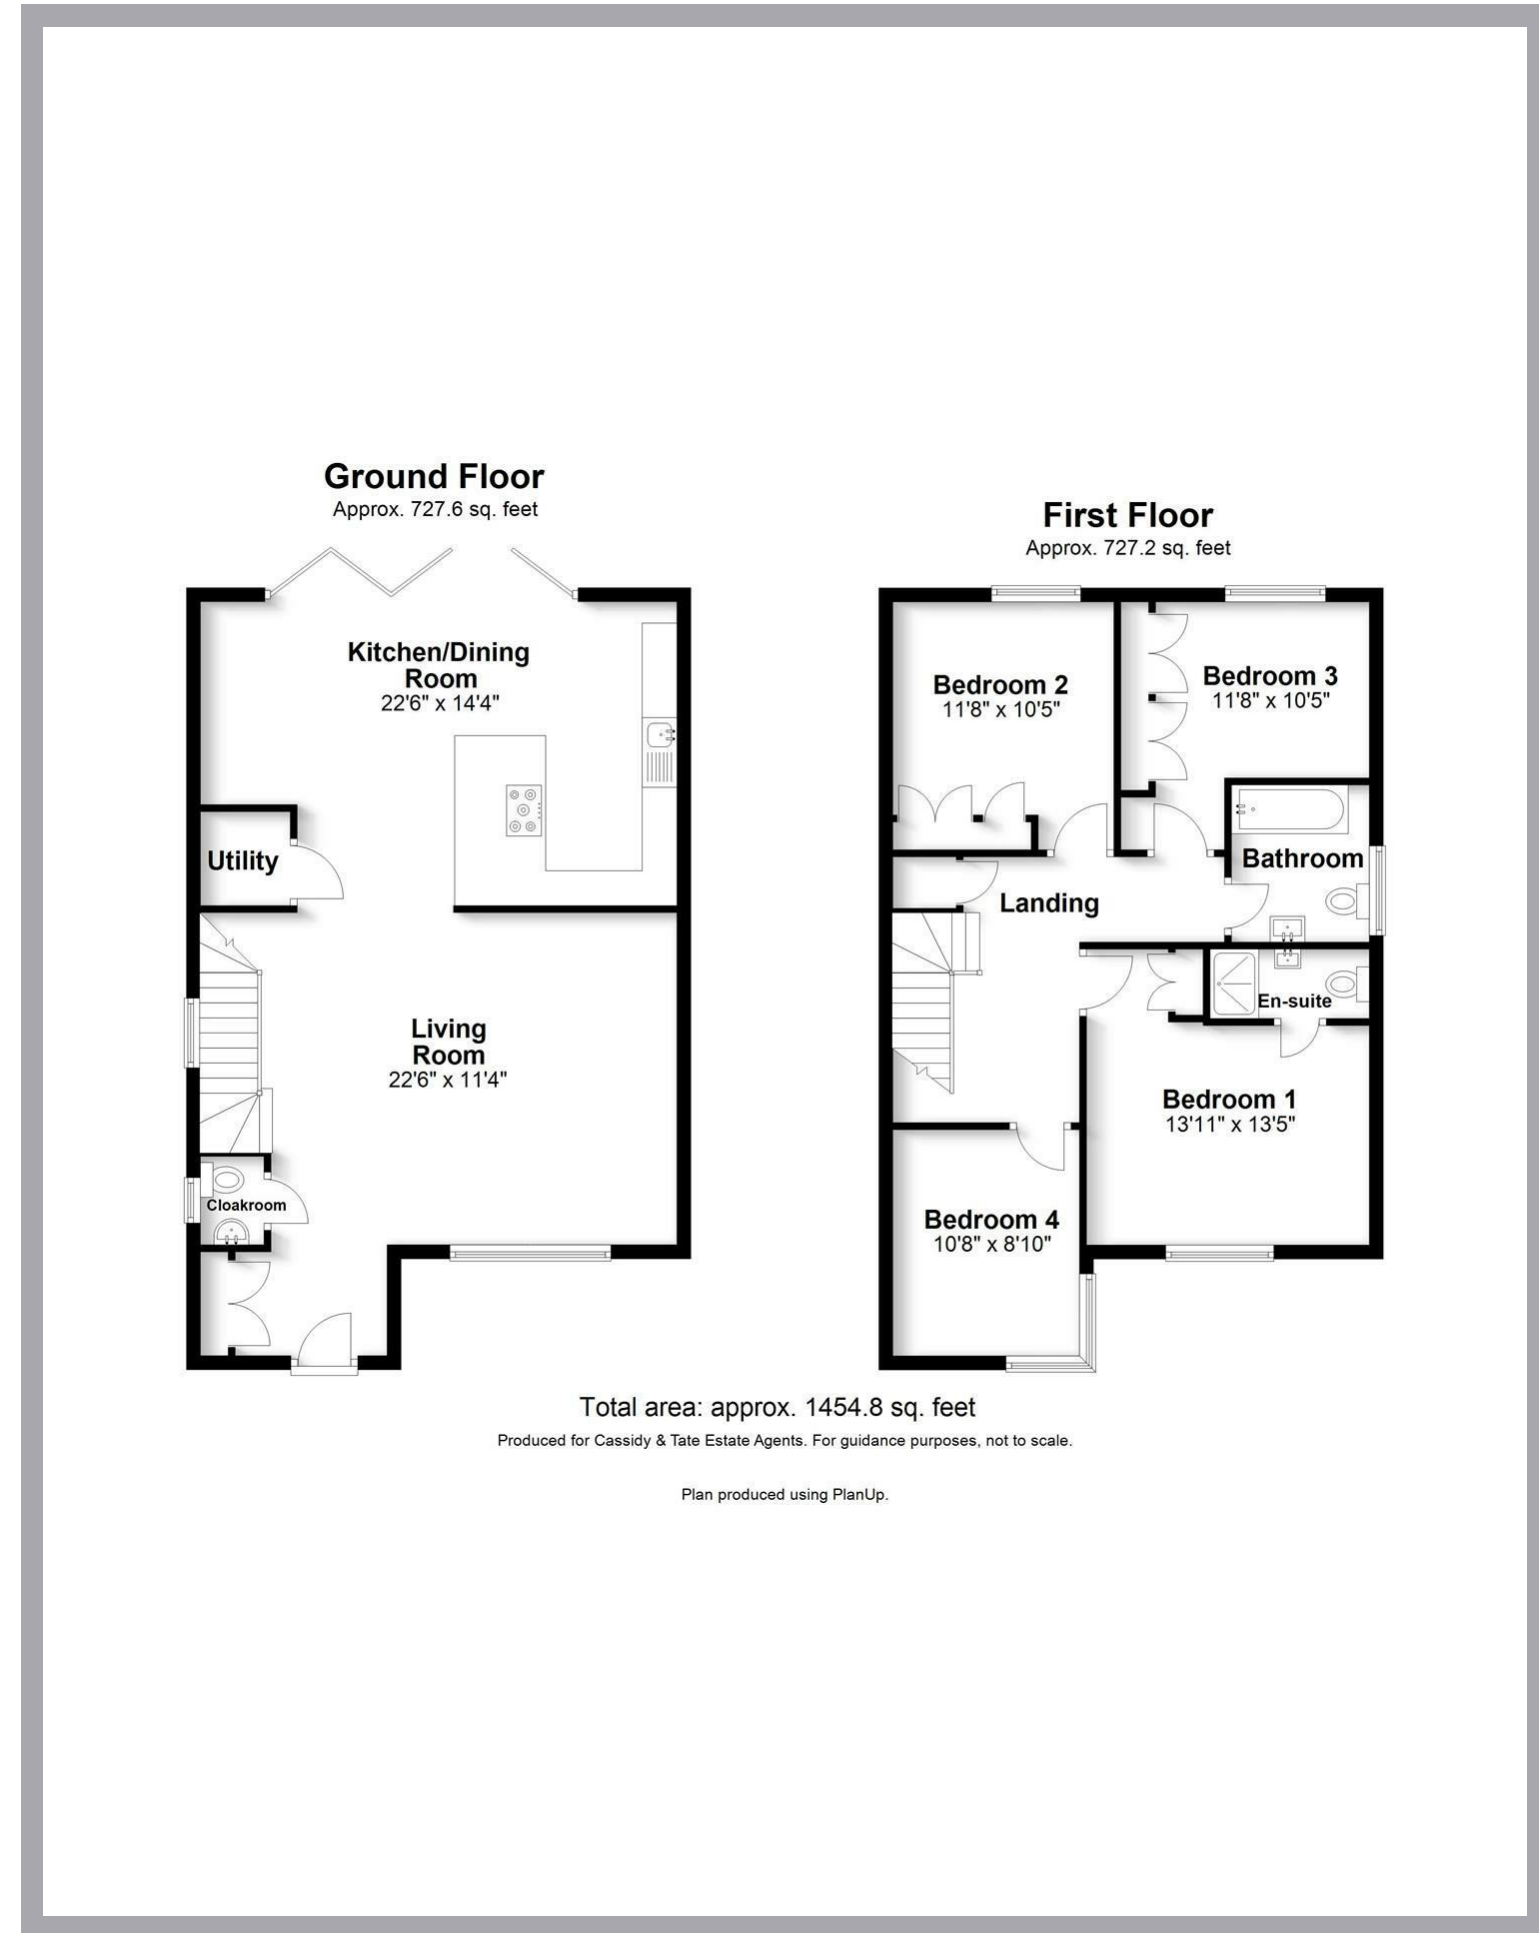 Ground Floor
Approx. 727.6 sq. feet
Kitchen/Dining
Room
22'6" x 14'4"
Utility
Living
Room
22'6" x 11'4"
Cloakroom
First Floor
Approx. 727.2 sq. feet
Bedroom 2
11'8" x 10'5"
Bedroom 3
11'8" x 10'5"
Bathroom
Landing
En-suite
Bedroom 1
13'11" x 13'5"
Bedroom 4
10'8" x 8'10"
Total area: approx. 1454.8 sq. feet
Produced for Cassidy & Tate Estate Agents. For guidance purposes, not to scale.
Plan produced using PlanUp.